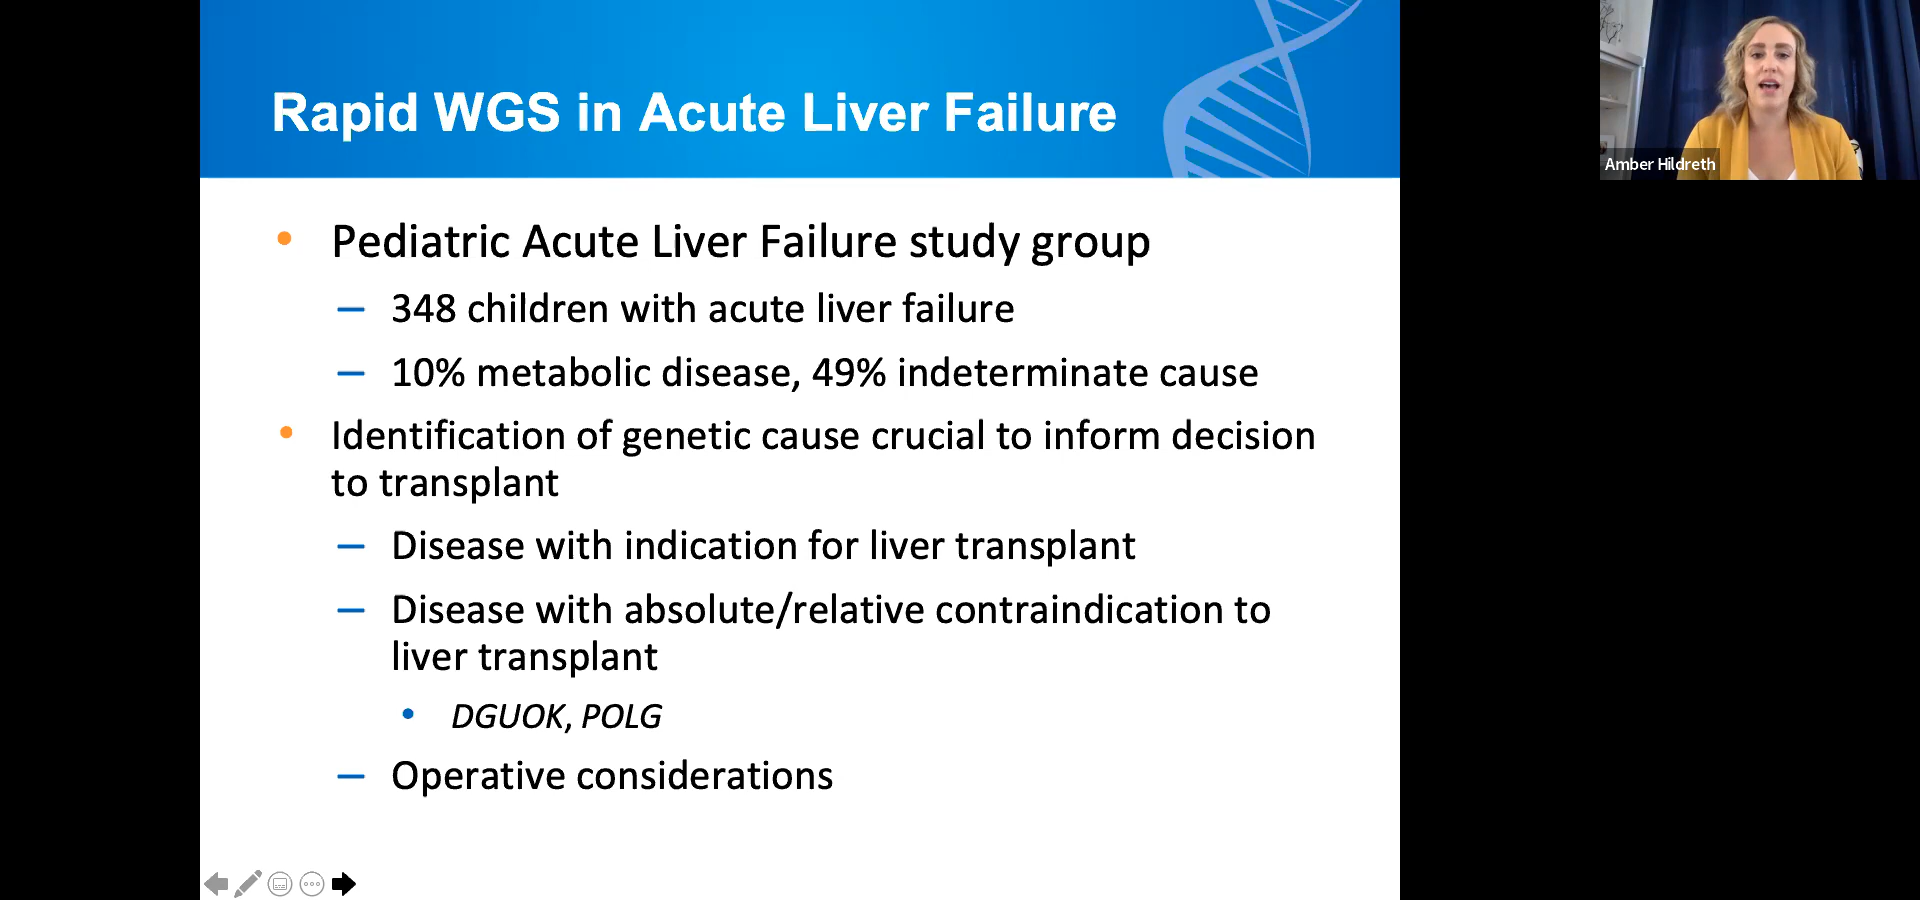 Rapid WGS in Acute Liver Failure
Amber Hildreth
• Pediatric Acute Liver Failure study group
– 348 children with acute liver failure
– 10% metabolic disease, 49% indeterminate cause
• Identification of genetic cause crucial to inform decision
to transplant
– Disease with indication for liver transplant
– Disease with absolute/relative contraindication to
liver transplant
• DGUOK, POLG
– Operative considerations